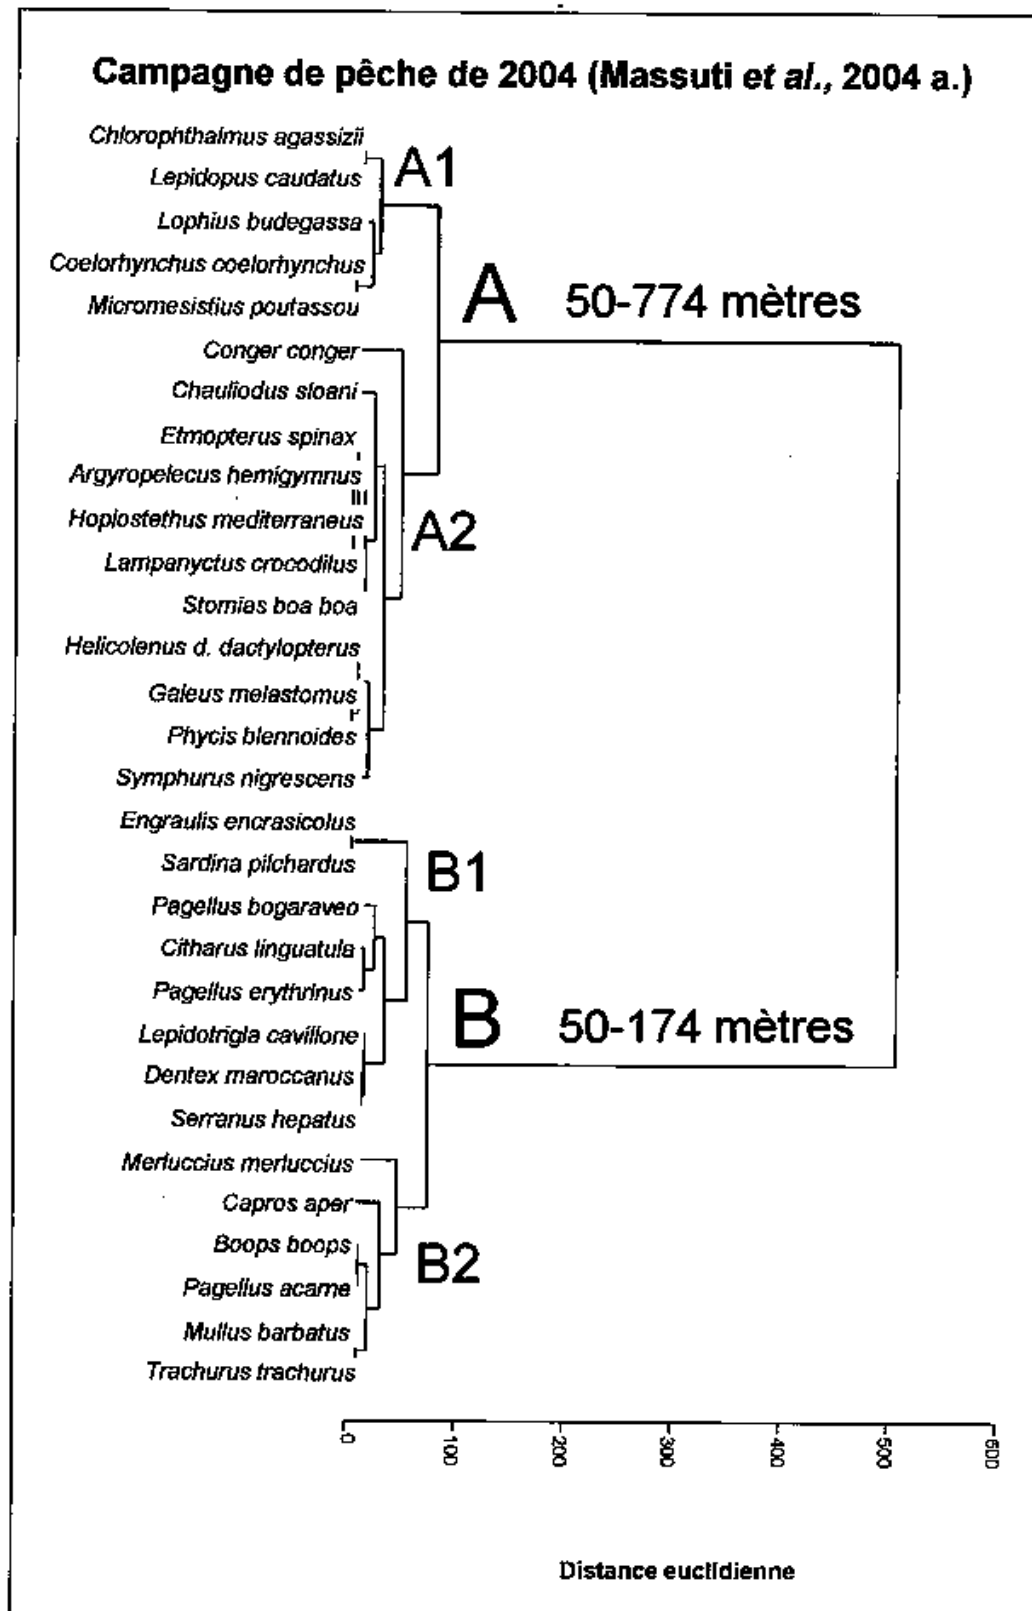 Campagne de pêche de 2004 (Massuti et al., 2004 a.)
Chlorophthalmus agassizii
A1
Lepidopus caudatus
Lophius budegassa
Coelorhynchus coelorhynchus
A 50-774 mètres
Micromesistius poutassou
Conger conger
Chauliodus sloani
Etmopterus spinax
Argyropelecus hemigymnus
Hoplostethus mediterraneus
A2
Lampanyctus crocodilus
Stomias boa boa
Helicolenus d. dactylopterus
Galeus melastomus
Phycis blennoides
Symphurus nigrescens
Engraulis encrasicolus
Sardina pilchardus
B1
Pagellus bogaraveo
Citharus linguatula
Pagellus erythrinus
B 50-174 mètres
Lepidotrigla cavillone
Dentex maroccanus
Serranus hepatus
Merluccius merluccius
Capros aper
Boops boops
B2
Pagellus acarne
Mullus barbatus
Trachurus trachurus
0 100 200 300 400 500 600
Distance euclidienne